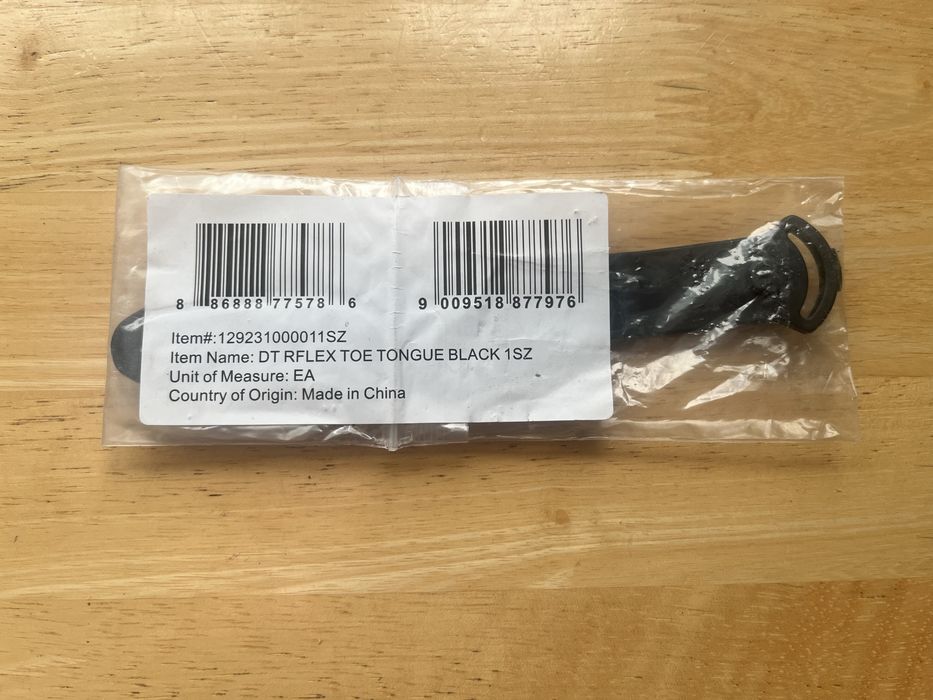 8 86888 77578 6
9 009518 877976
Item#:129231000011SZ
Item Name: DT RFLEX TOE TONGUE BLACK 1SZ
Unit of Measure: EA
Country of Origin: Made in China